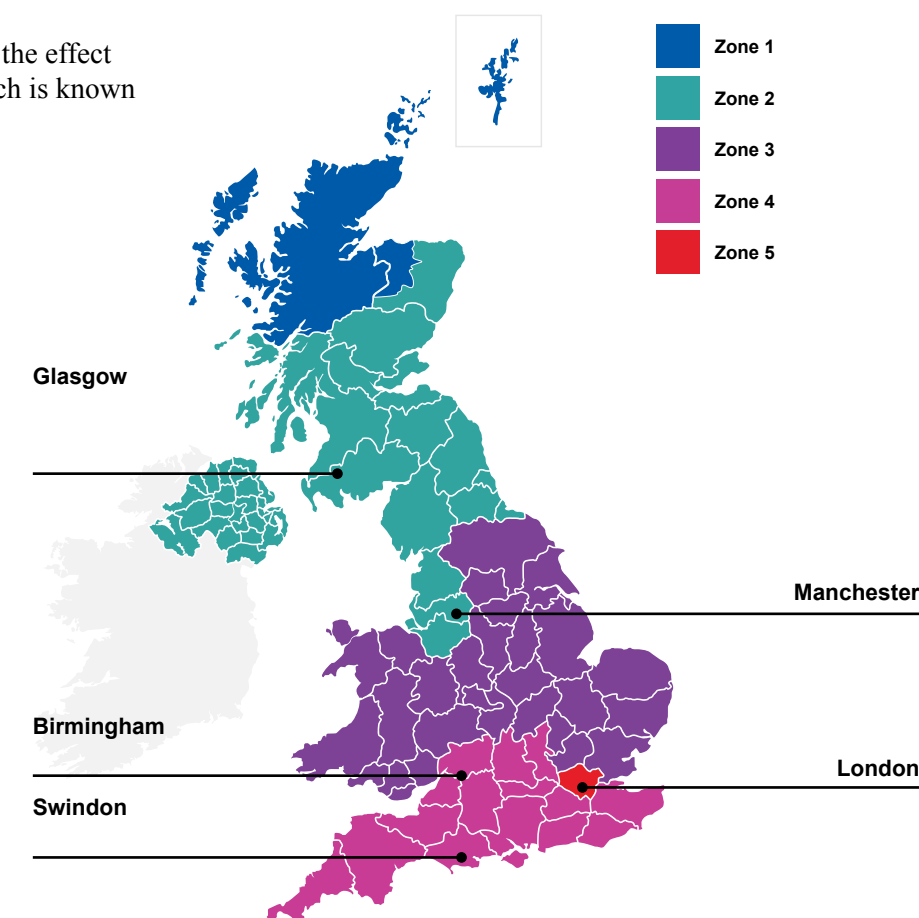 the effect
ch is known
Zone 1
Zone 2
Zone 3
Zone 4
Zone 5
Glasgow
Manchester
Birmingham
London
Swindon